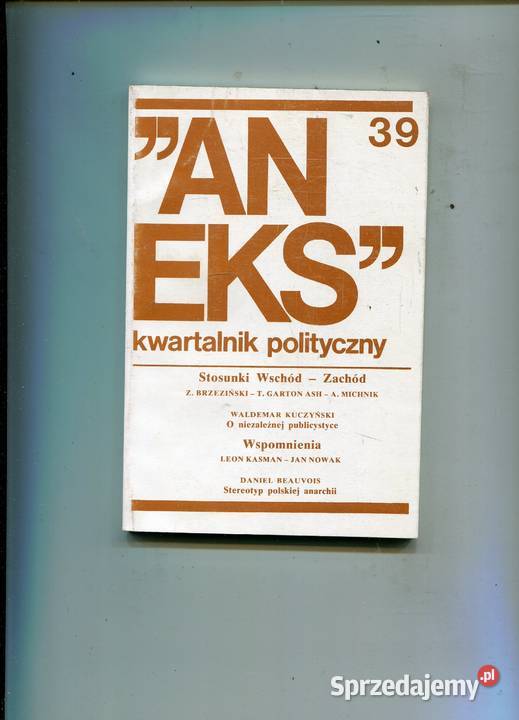 39
"AN
EKS"
kwartalnik polityczny
Stosunki Wschód – Zachód
Z. BRZEZIŃSKI – T. GARTON ASH – A. MICHNIK
WALDEMAR KUCZYŃSKI
O niezależnej publicystyce
Wspomnienia
LEON KASMAN – JAN NOWAK
DANIEL BEAUVOIS
Stereotyp polskiej anarchii
Sprzedajemy.pl